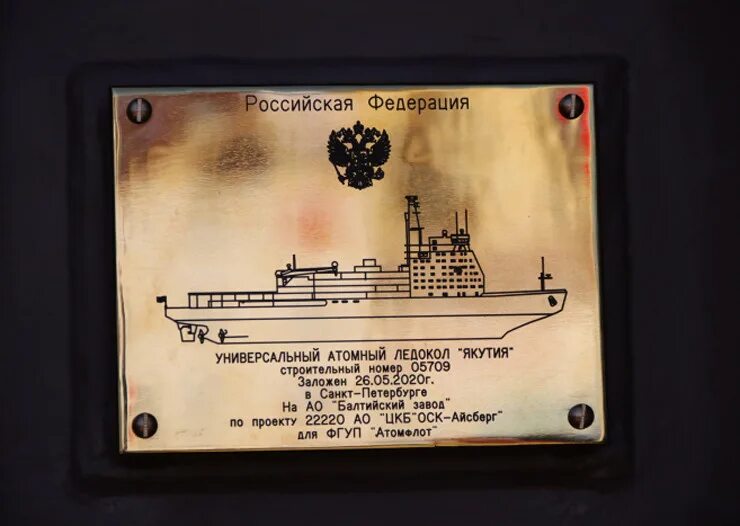 Российская Федерация
УНИВЕРСАЛЬНЫЙ АТОМНЫЙ ЛЕДОКОЛ "ЯКУТИЯ"
строительный номер 05709
Заложен 26.05.2020г.
в Санкт-Петербурге
На АО "Балтийский завод"
по проекту 22220 АО "ЦКБ"ОСК-Айсберг"
для ФГУП "Атомфлот"